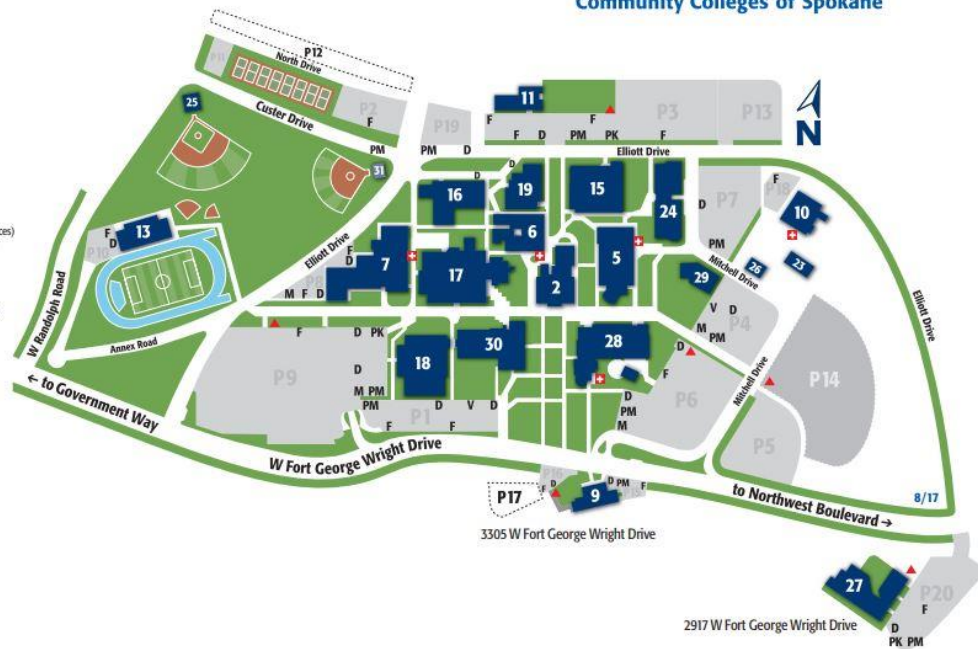 Community Colleges of Spokane
P12
North Drive
P11
P2
F
25
Custer Drive
PM
P19
PM D
11
F
F
P3
P13
F D PM PK F
N
Elliott Drive
31
D
D
16
19
15
24
P7
D
PM
F
P18
10
ces)
13
F
D
P10
Elliott Drive
F
D
7
6
17
2
5
29
Mitchell Drive
26
23
P8
M F D
V D
P4
M
PM
Elliott Drive
W Randolph Road
Annex Road
F
D PK
P9
D
M PM
PM
18
30
28
D
F
P6
Mitchell Drive
P14
D V D
P1
F F
D
PM
M
P5
← to Government Way
W Fort George Wright Drive
P16
F D
P17
9
D PM F
to Northwest Boulevard →
8/17
3305 W Fort George Wright Drive
27
P20
F
2917 W Fort George Wright Drive
D
PK PM